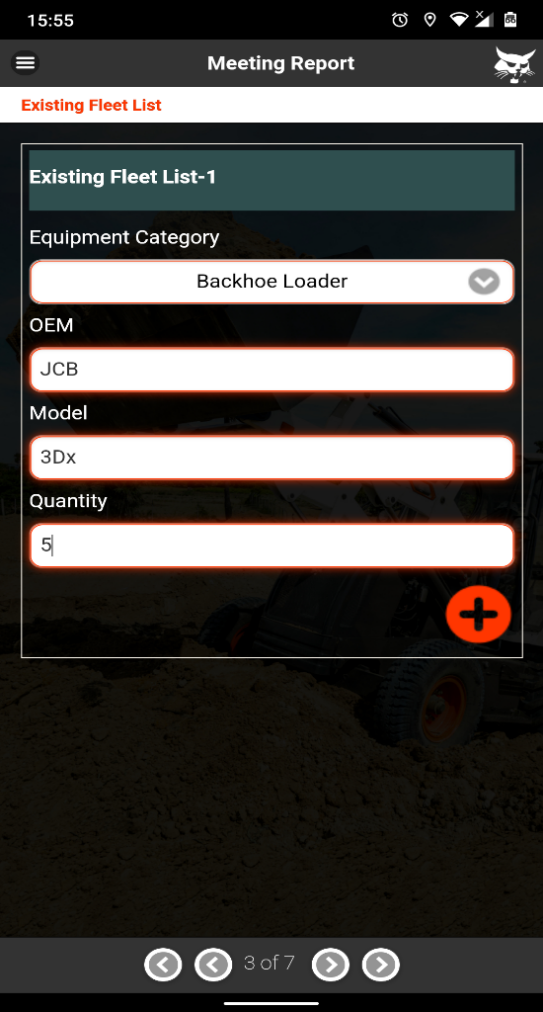 15:55
Meeting Report
Existing Fleet List
Existing Fleet List-1
Equipment Category
Backhoe Loader
OEM
JCB
Model
3Dx
Quantity
5
3 of 7